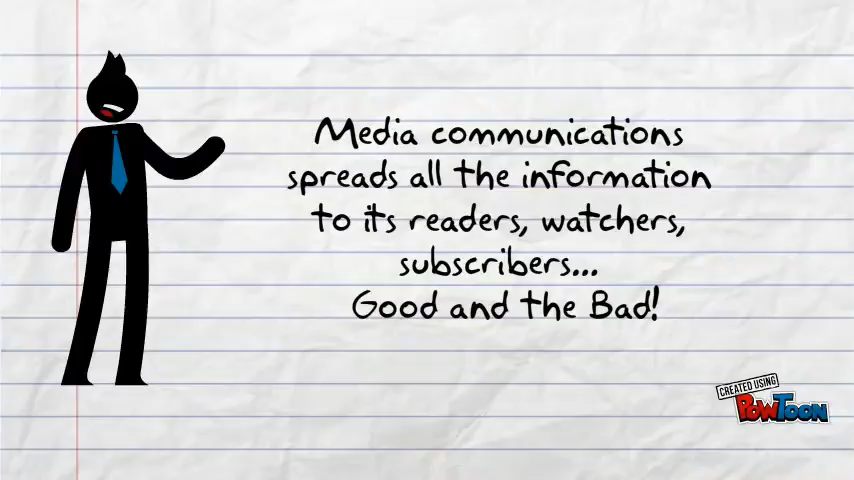 Media communications
spreads all the information
to its readers, watchers,
subscribers...
Good and the Bad!
CREATED USING
POWTOON